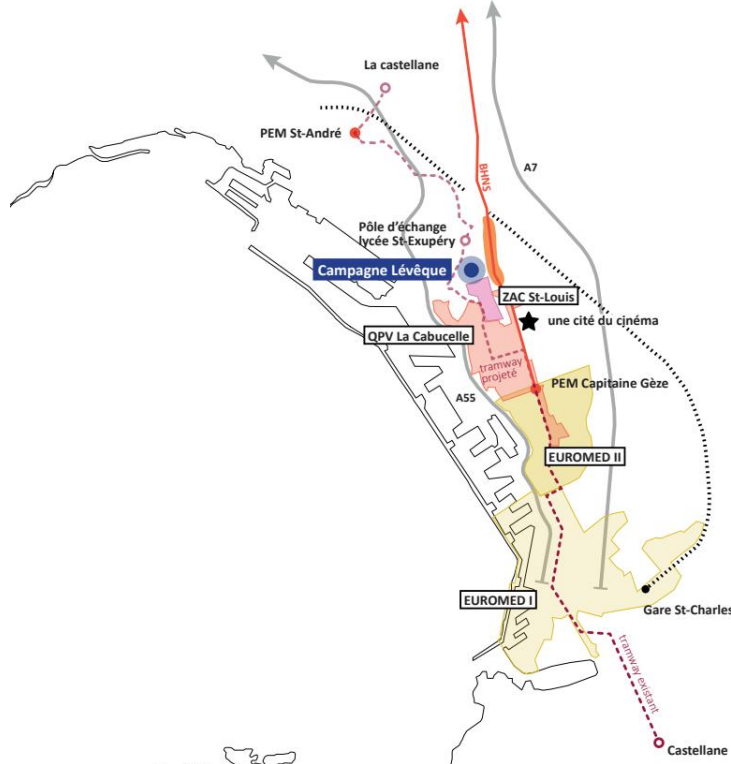 La castellane
PEM St-André
A7
BHNS
Pôle d'échange
lycée St-Exupéry
Campagne Lévêque
ZAC St-Louis
une cité du cinéma
QPV La Cabucelle
tramway
projeté
PEM Capitaine Gèze
A55
EUROMED II
EUROMED I
Gare St-Charles
tramway existant
Castellane